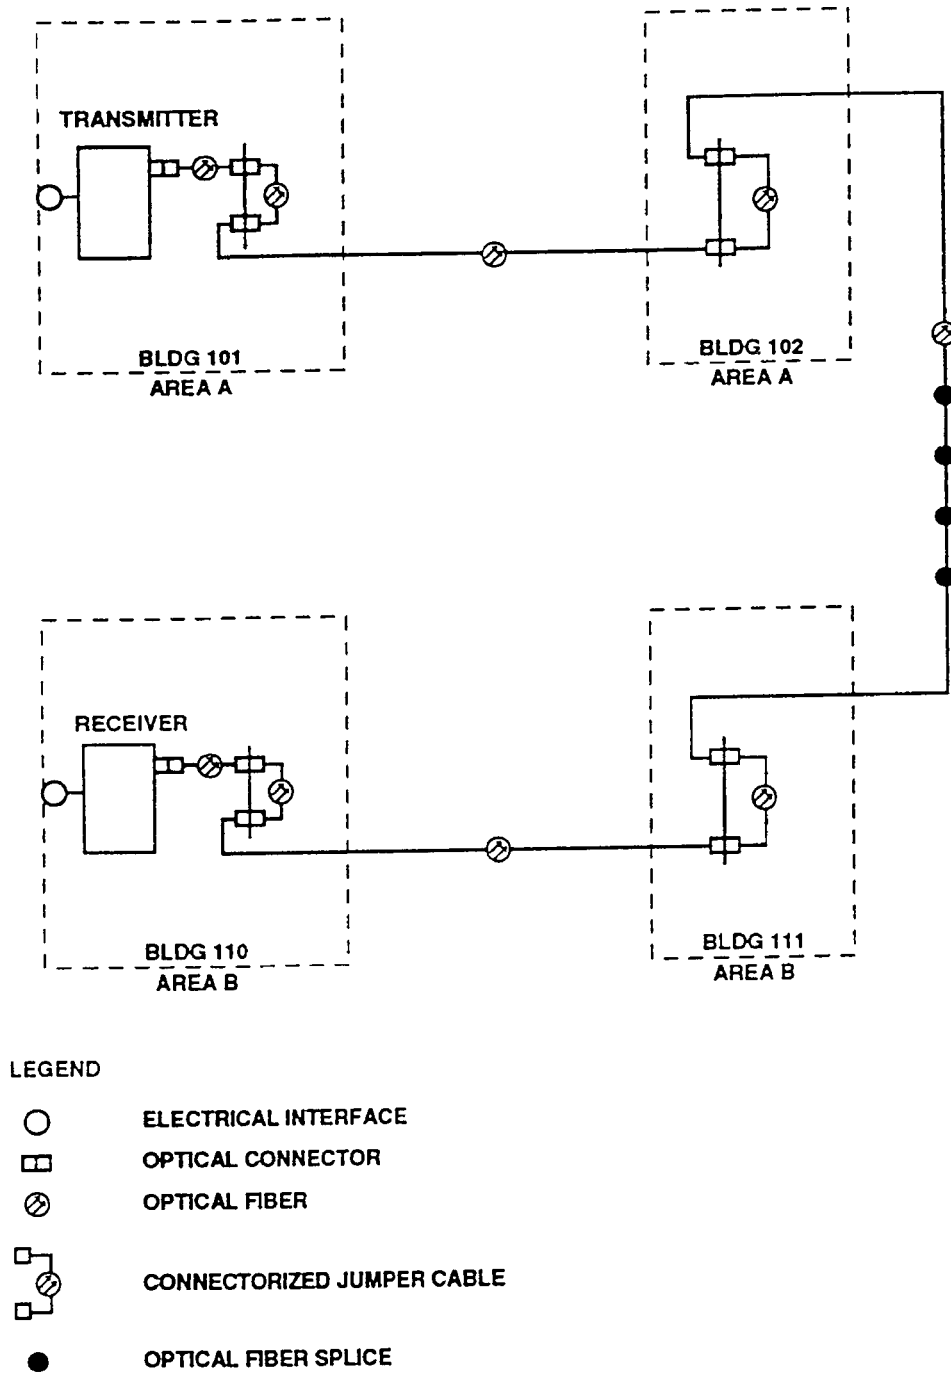 TRANSMITTER
BLDG 101
AREA A
BLDG 102
AREA A
RECEIVER
BLDG 110
AREA B
BLDG 111
AREA B
LEGEND
ELECTRICAL INTERFACE
OPTICAL CONNECTOR
OPTICAL FIBER
CONNECTORIZED JUMPER CABLE
OPTICAL FIBER SPLICE